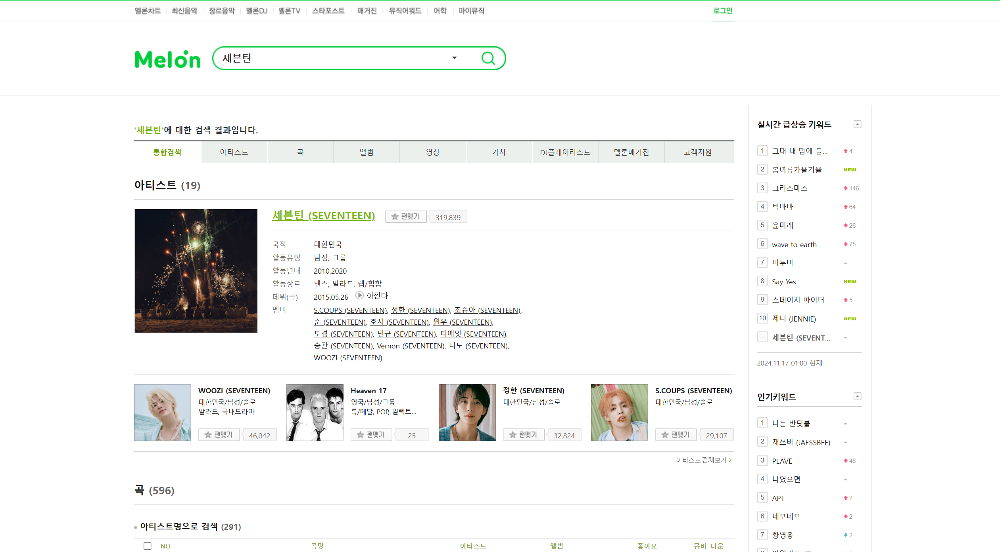 멜론차트 최신음악 장르음악 멜론DJ 멜론TV 스타포스트 매거진 뮤직어워드 어학 마이뮤직 로그인
Melon 세븐틴
'세븐틴'에 대한 검색 결과입니다.
통합검색 아티스트 곡 앨범 영상 가사 DJ플레이리스트 멜론매거진 고객지원
아티스트 (19)
세븐틴 (SEVENTEEN) 팬맺기 319,839
국적 대한민국
활동유형 남성, 그룹
활동년대 2010,2020
활동장르 댄스, 발라드, 랩/힙합
데뷔(곡) 2015.05.26 아낀다
멤버 S.COUPS (SEVENTEEN), 정한 (SEVENTEEN), 조슈아 (SEVENTEEN),
준 (SEVENTEEN), 호시 (SEVENTEEN), 원우 (SEVENTEEN),
도겸 (SEVENTEEN), 민규 (SEVENTEEN), 디에잇 (SEVENTEEN),
승관 (SEVENTEEN), Vernon (SEVENTEEN), 디노 (SEVENTEEN),
WOOZI (SEVENTEEN)
WOOZI (SEVENTEEN)
대한민국/남성/솔로
발라드, 국내드라마
팬맺기 46,042
Heaven 17
영국/남성/그룹
록/메탈, POP, 일렉트...
팬맺기 25
정한 (SEVENTEEN)
대한민국/남성/솔로
팬맺기 32,824
S.COUPS (SEVENTEEN)
대한민국/남성/솔로
팬맺기 29,107
아티스트 전체보기 >
곡 (596)
아티스트명으로 검색 (291)
NO 곡명 아티스트 앨범 좋아요 뮤비 다운
실시간 급상승 키워드
1 그대 내 맘에 들... 4
2 봄여름가을겨울 NEW
3 크리스마스 146
4 빅마마 64
5 윤미래 26
6 wave to earth 75
7 비투비 -
8 Say Yes NEW
9 스테이지 파이터 5
10 제니 (JENNIE) NEW
- 세븐틴 (SEVENT... -
2024.11.17 01:00 현재
인기키워드
1 나는 반딧불 -
2 재쓰비 (JAESSBEE) -
3 PLAVE 48
4 나였으면 -
5 APT 2
6 네모네모 2
7 황영웅 2